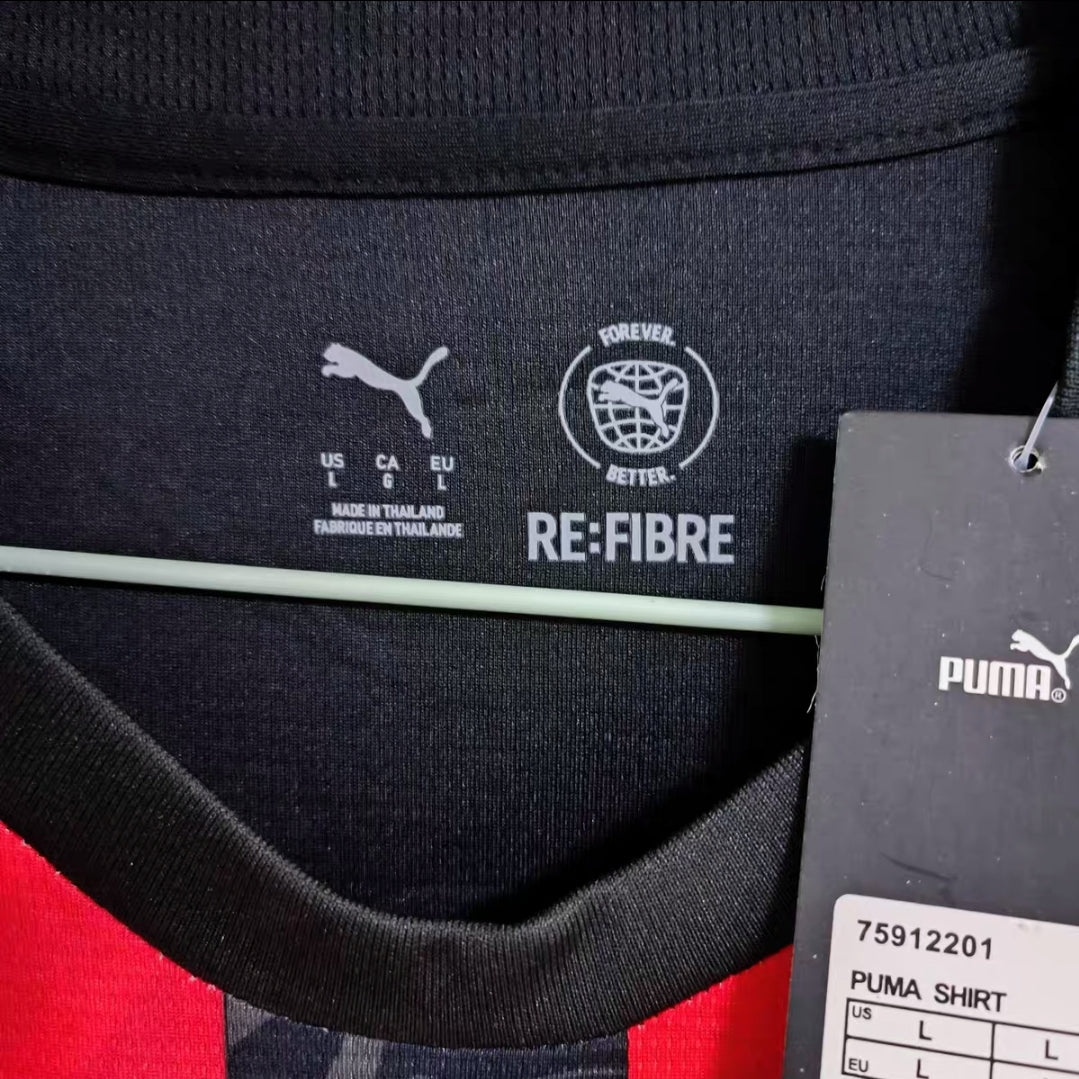 FOREVER.
BETTER.
US CA EU
L G L
MADE IN THAILAND
FABRIQUE EN THAILANDE
RE:FIBRE
PUMA®
75912201
PUMA SHIRT
US L L
EU L